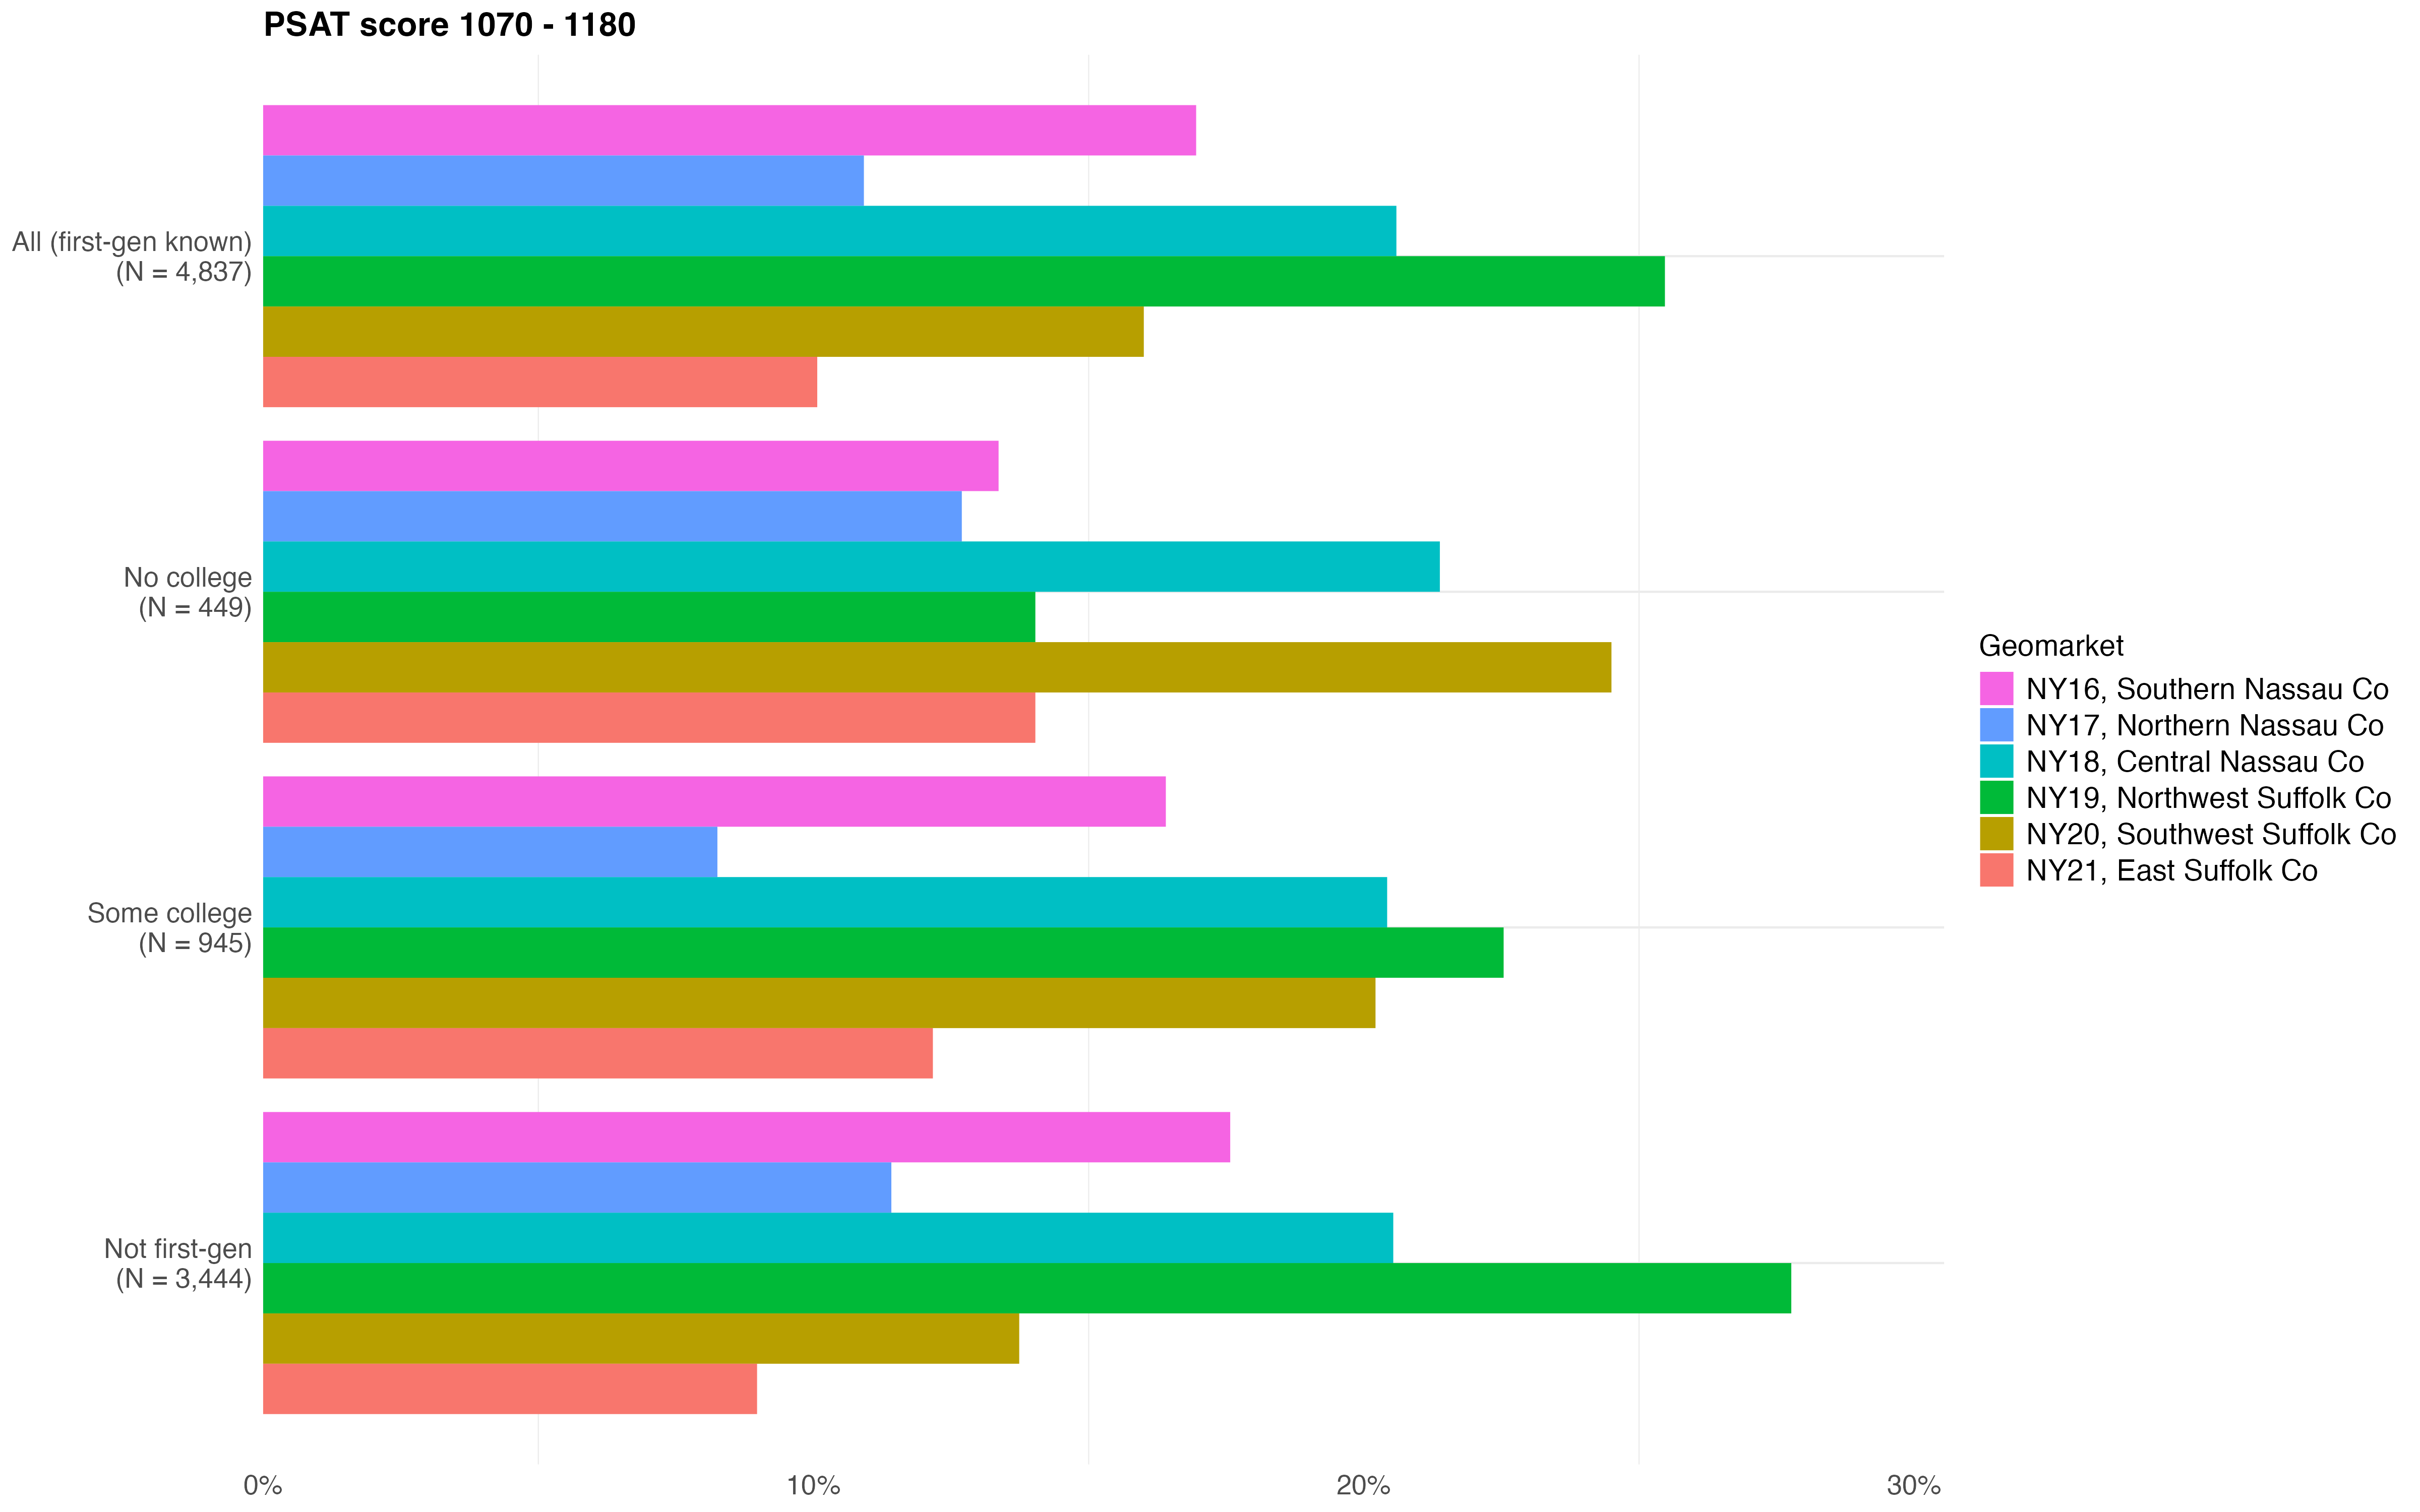 PSAT score 1070 - 1180
All (first-gen known)
(N = 4,837)
No college
(N = 449)
Some college
(N = 945)
Not first-gen
(N = 3,444)
0%
10%
20%
30%
Geomarket
NY16, Southern Nassau Co
NY17, Northern Nassau Co
NY18, Central Nassau Co
NY19, Northwest Suffolk Co
NY20, Southwest Suffolk Co
NY21, East Suffolk Co